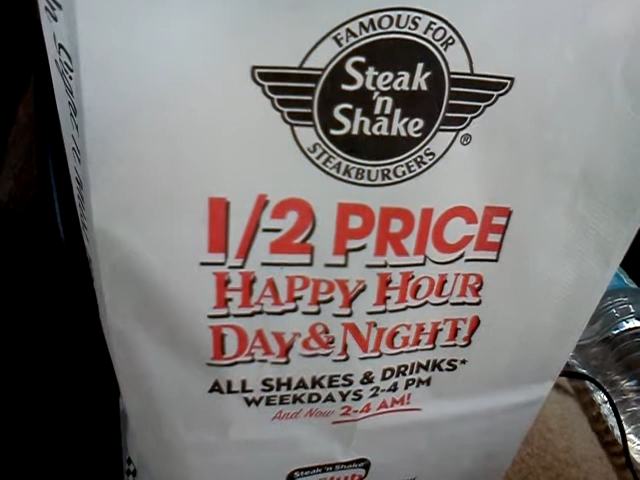 FAMOUS FOR
Steak
'n
Shake
®
STEAKBURGERS
1/2 PRICE
HAPPY HOUR
DAY & NIGHT!
ALL SHAKES & DRINKS*
WEEKDAYS 2-4 PM
And Now 2-4 AM!
Steak 'n Shake
Club